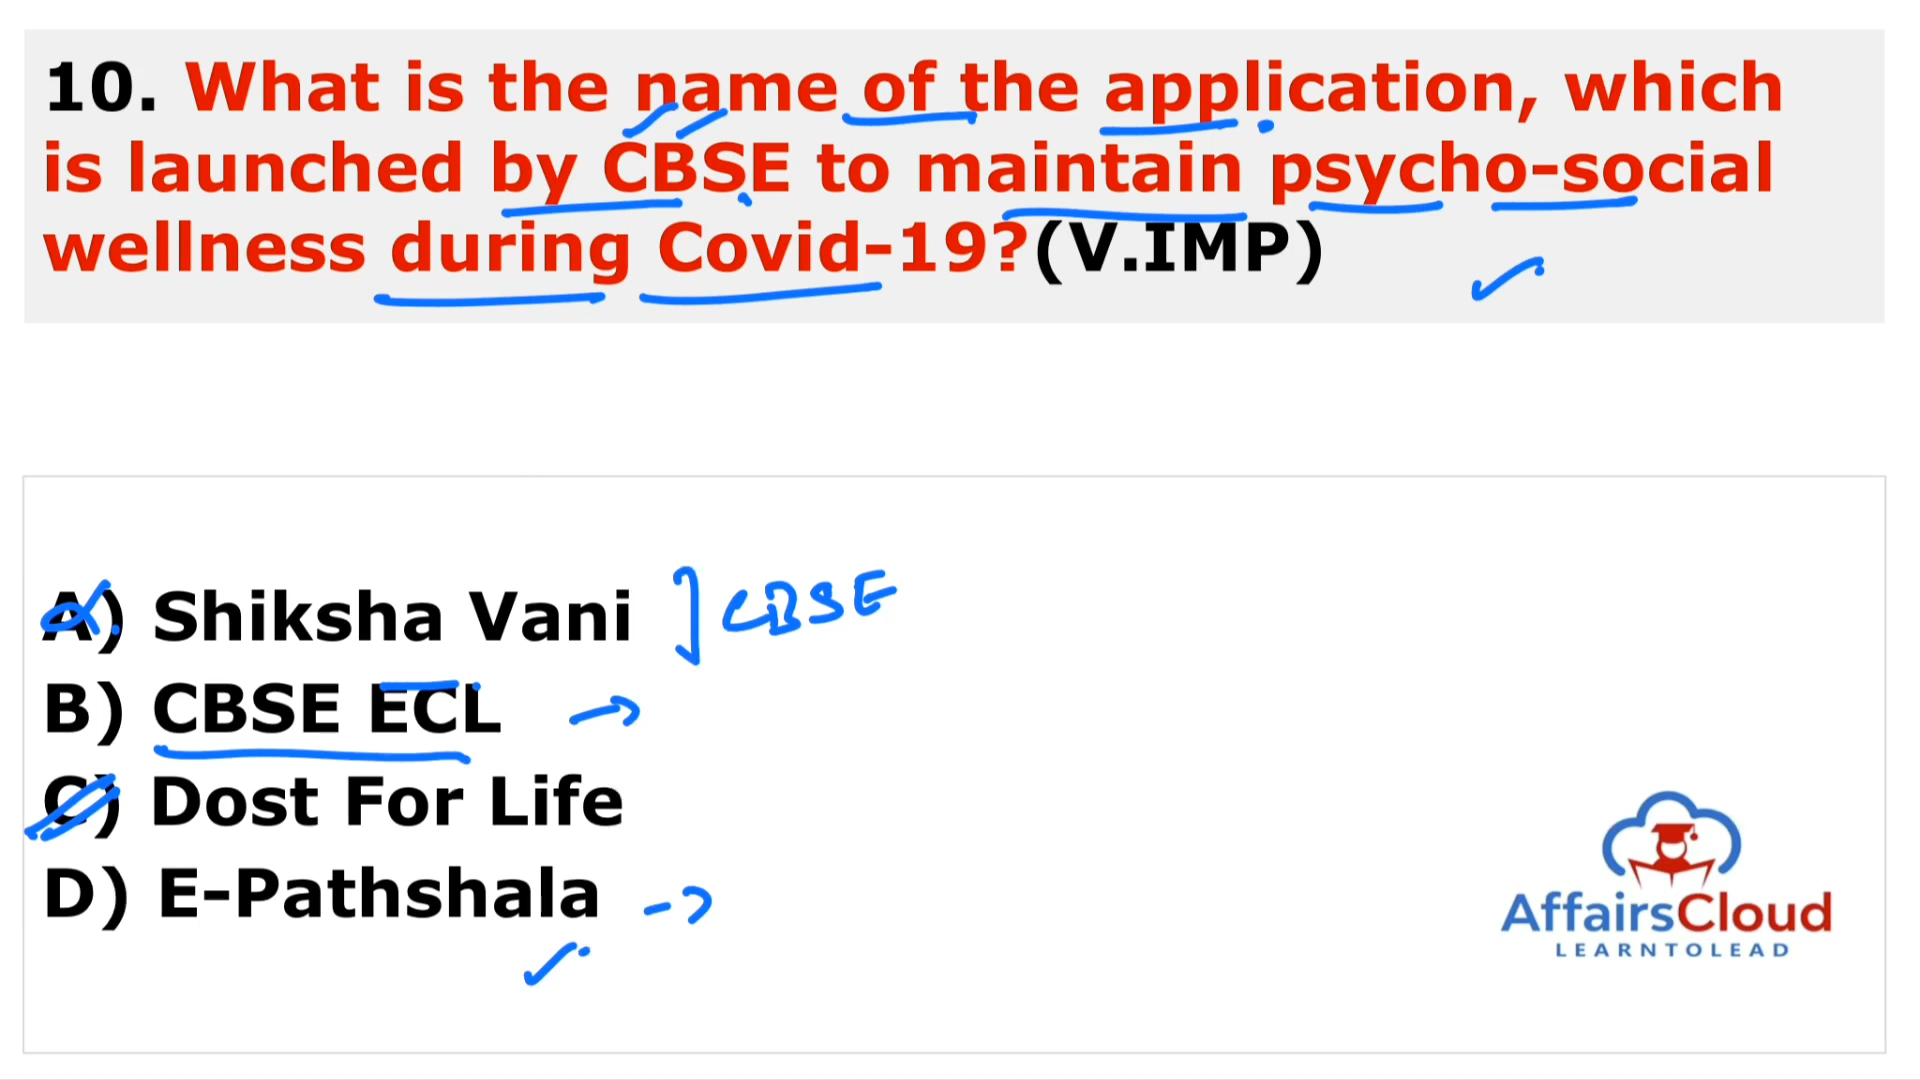 10. What is the name of the application, which
is launched by CBSE to maintain psycho-social
wellness during Covid-19?(V.IMP)
A) Shiksha Vani ] CBSE
B) CBSE ECL
C) Dost For Life
D) E-Pathshala
AffairsCloud
LEARNTOLEAD